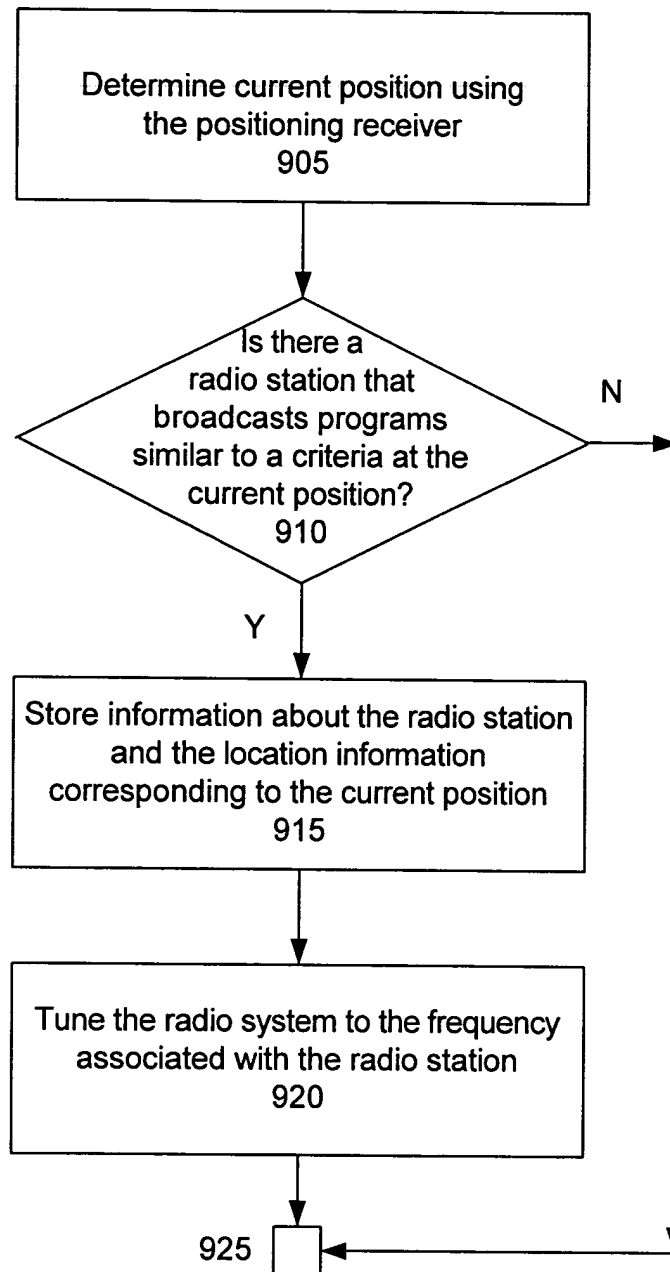 Determine current position using
the positioning receiver
905
Is there a
radio station that
broadcasts programs
similar to a criteria at the
current position?
910
N
Y
Store information about the radio station
and the location information
corresponding to the current position
915
Tune the radio system to the frequency
associated with the radio station
920
925